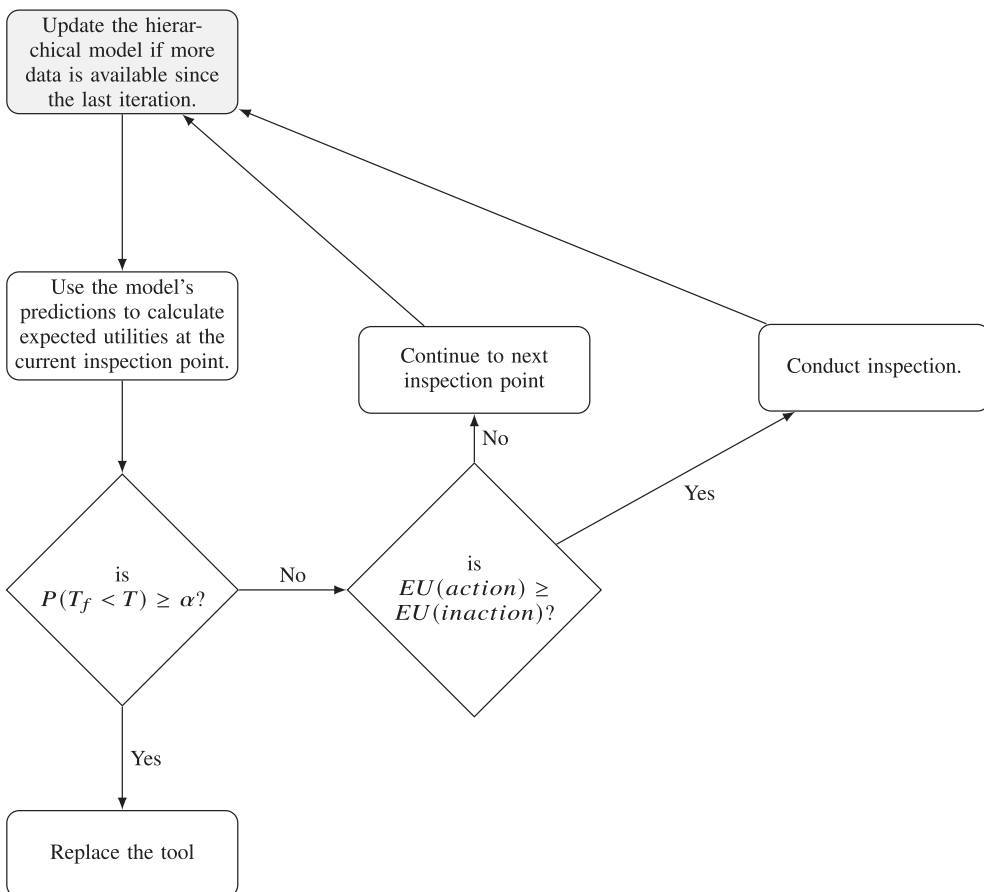 Update the hierar-
chical model if more
data is available since
the last iteration.
Use the model's
predictions to calculate
expected utilities at the
current inspection point.
Continue to next
inspection point
Conduct inspection.
No
Yes
is
P(T_f < T) ≥ α?
No
is
EU(action) ≥
EU(inaction)?
Yes
Replace the tool